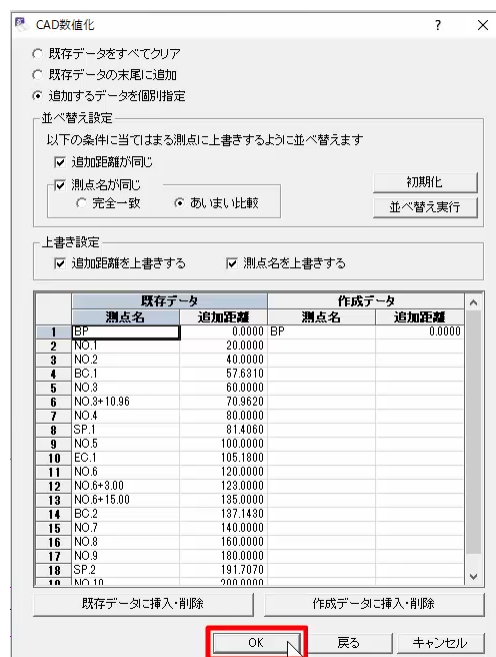 CAD数値化 ? ×
既存データをすべてクリア
既存データの末尾に追加
追加するデータを個別指定
並べ替え設定
以下の条件に当てはまる測点に上書きするように並べ替えます
追加距離が同じ
測点名が同じ
初期化
完全一致 あいまい比較
並べ替え実行
上書き設定
追加距離を上書きする 測点名を上書きする
既存データ 作成データ
測点名 追加距離 測点名 追加距離
1 BP 0.0000 BP 0.0000
2 NO.1 20.0000
3 NO.2 40.0000
4 BC.1 57.6310
5 NO.3 60.0000
6 NO.3+10.96 70.9620
7 NO.4 80.0000
8 SP.1 81.4060
9 NO.5 100.0000
10 EC.1 105.1800
11 NO.6 120.0000
12 NO.6+3.00 123.0000
13 NO.6+15.00 135.0000
14 BC.2 137.1430
15 NO.7 140.0000
16 NO.8 160.0000
17 NO.9 180.0000
18 SP.2 191.7070
19 NO.10 200.0000
既存データに挿入・削除 作成データに挿入・削除
OK 戻る キャンセル